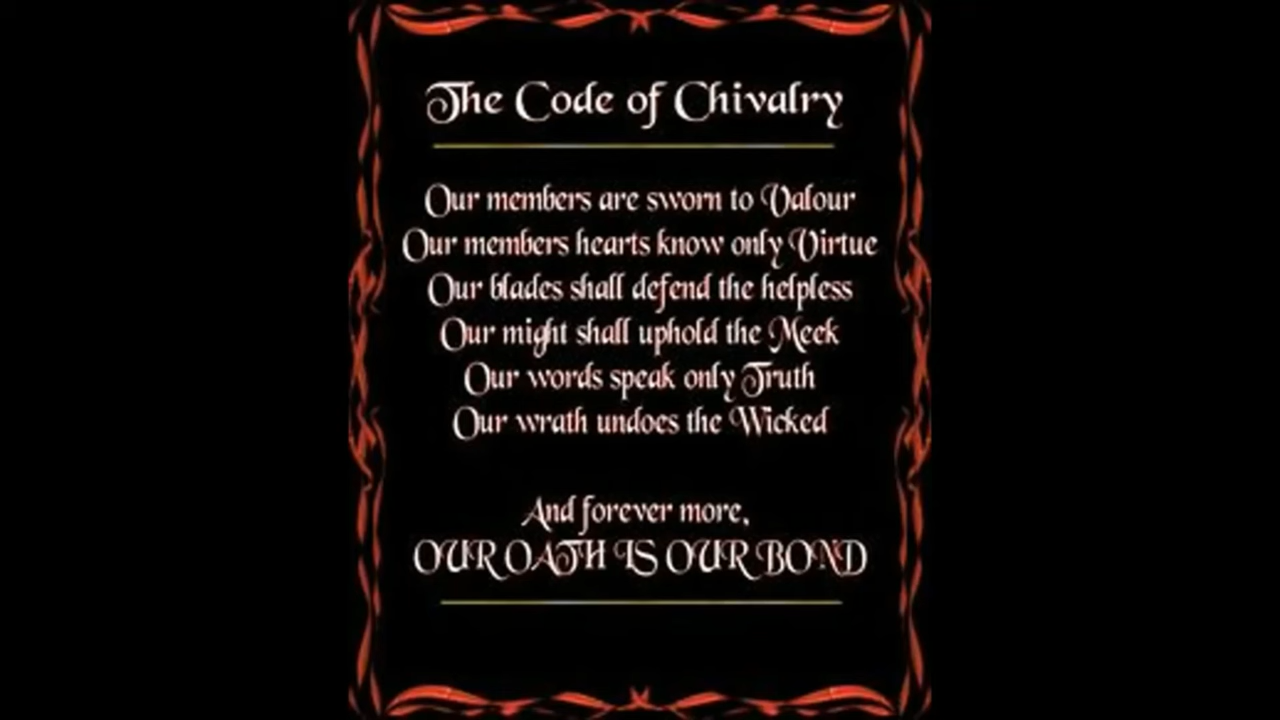 The Code of Chivalry
Our members are sworn to Valour
Our members hearts know only Virtue
Our blades shall defend the helpless
Our might shall uphold the Meek
Our words speak only Truth
Our wrath undoes the Wicked
And forever more,
OUR OATH IS OUR BOND